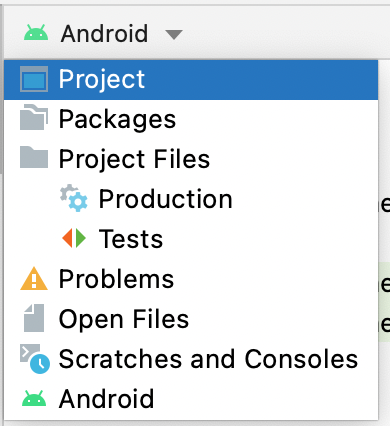 Android
Project
Packages
Project Files
Production
Tests
Problems
Open Files
Scratches and Consoles
Android